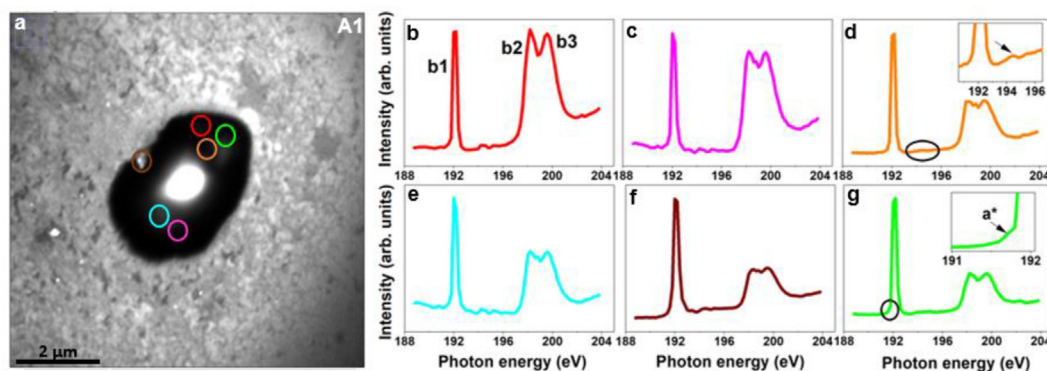 a
A1
2 µm
b
b1
b2
b3
Intensity (arb. units)
188 192 196 200 204
c
188 192 196 200 204
d
192 194 196
188 192 196 200 204
e
Intensity (arb. units)
188 192 196 200 204
Photon energy (eV)
f
188 192 196 200 204
Photon energy (eV)
g
a*
191 192
188 192 196 200 204
Photon energy (eV)